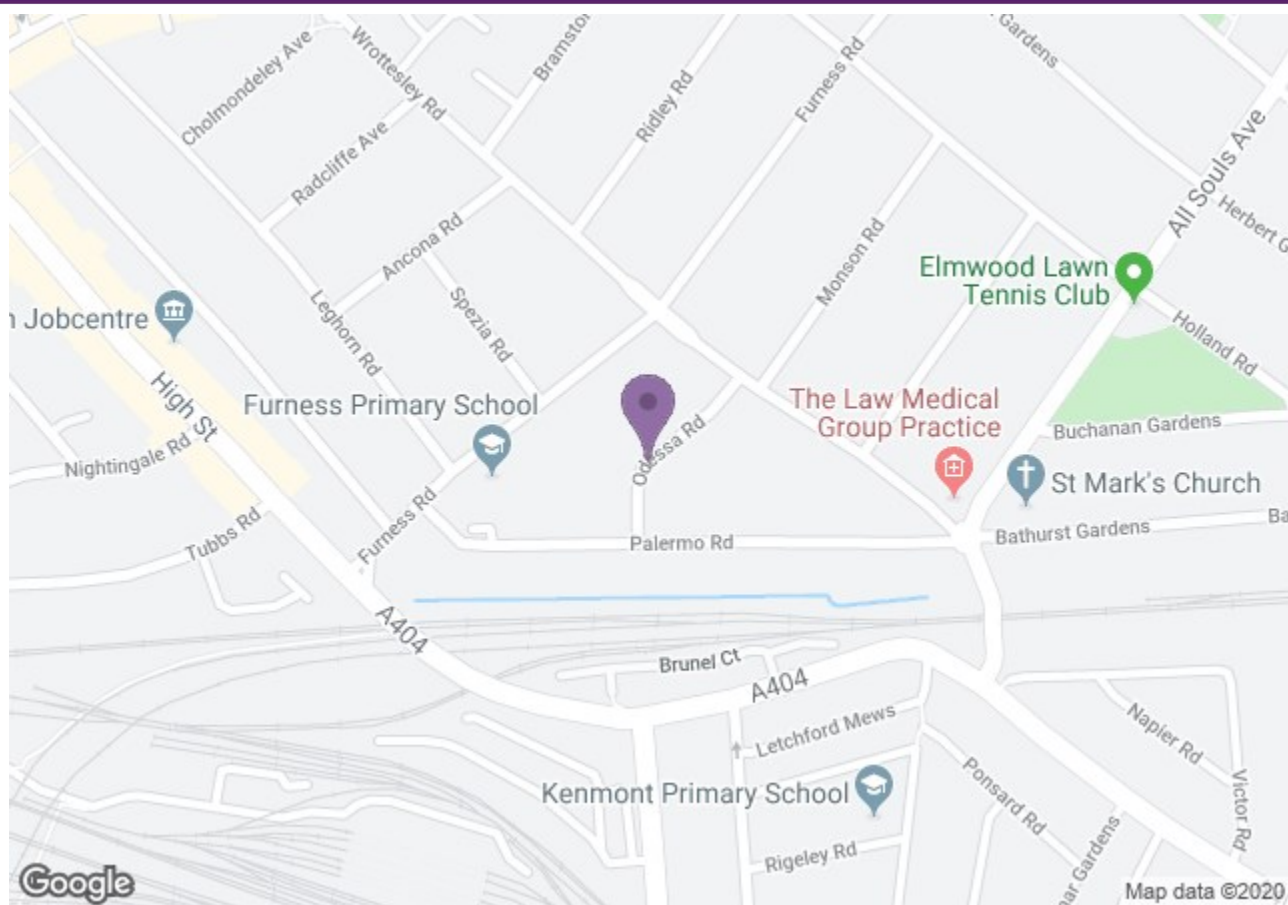 Gardens
Cholmondeley Ave
Wrottesley Rd
Bramston
Ridley Rd
Furness Rd
All Souls Ave
Radcliffe Ave
Herbert G
Ancona Rd
Monson Rd
Elmwood Lawn
Tennis Club
Spezia Rd
Leghorn Rd
n Jobcentre
Holland Rd
High St
Furness Primary School
The Law Medical
Group Practice
Buchanan Gardens
Odessa Rd
Nightingale Rd
St Mark's Church
Furness Rd
Tubbs Rd
Palermo Rd
Bathurst Gardens
Ba
A404
Brunel Ct
A404
Letchford Mews
Napier Rd
Kenmont Primary School
Ponsard Rd
Victor Rd
Rigeley Rd
nar Gardens
Google
Map data ©2020